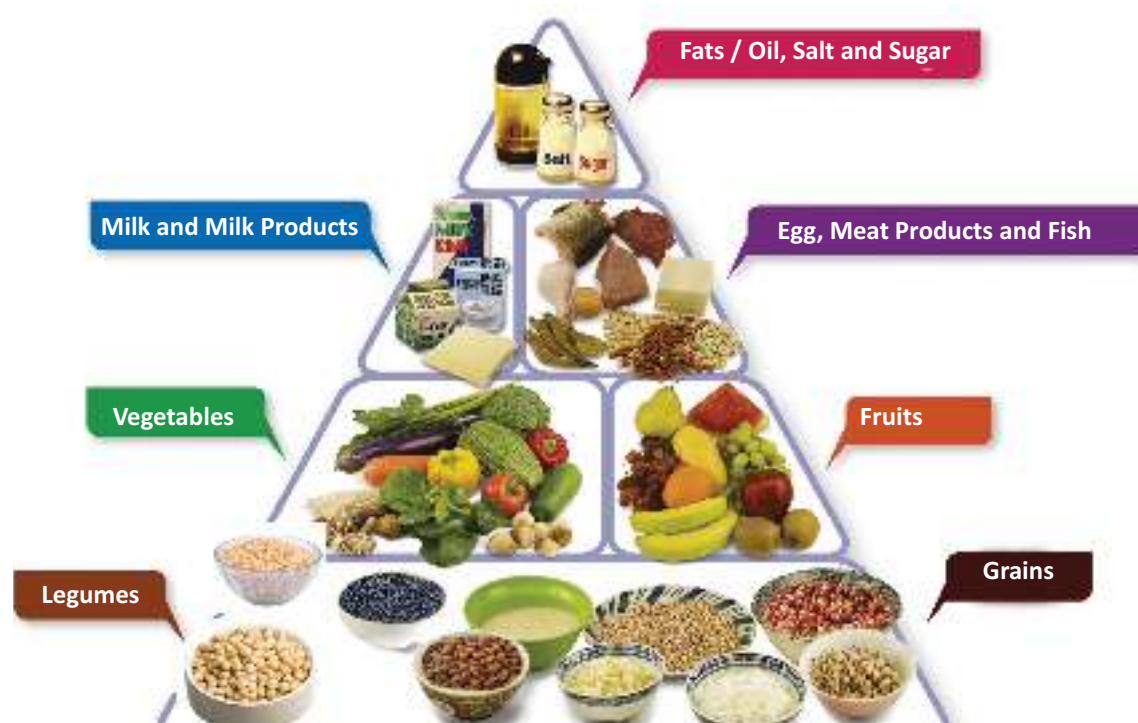 Fats / Oil, Salt and Sugar
Salt
Sugar
Milk and Milk Products
Egg, Meat Products and Fish
Vegetables
Fruits
Legumes
Grains